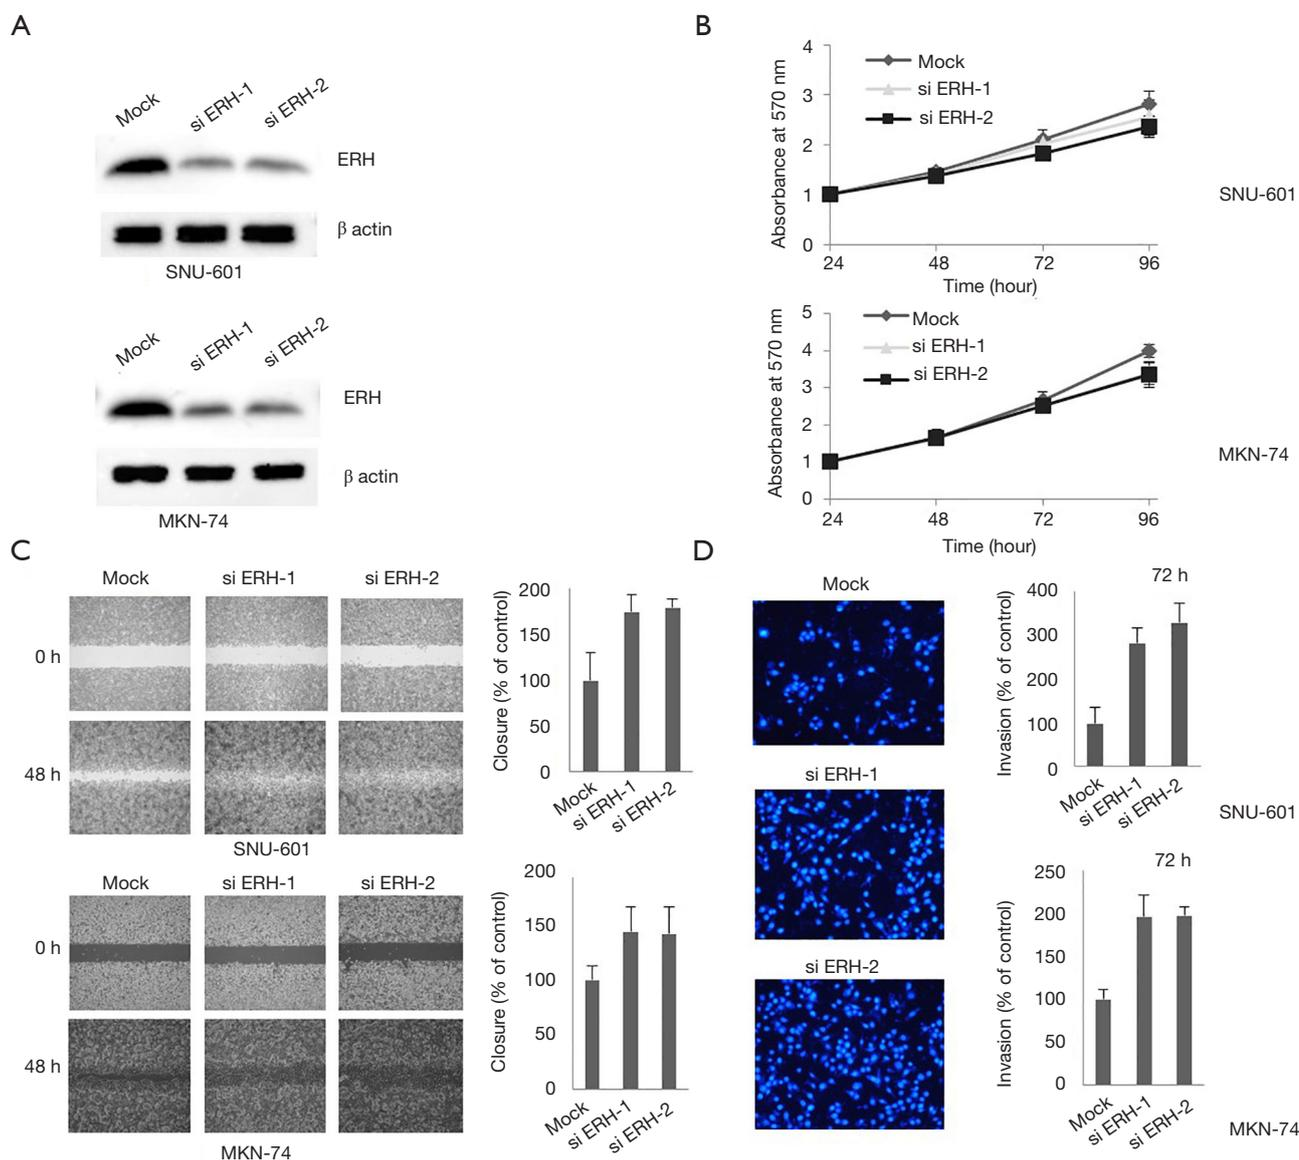 A
Mock
si ERH-1
si ERH-2
ERH
β actin
SNU-601
Mock
si ERH-1
si ERH-2
ERH
β actin
MKN-74
B
Absorbance at 570 nm
4
3
2
1
0
Mock
si ERH-1
si ERH-2
24
48
72
96
Time (hour)
SNU-601
Absorbance at 570 nm
5
4
3
2
1
0
Mock
si ERH-1
si ERH-2
24
48
72
96
Time (hour)
MKN-74
C
Mock
si ERH-1
si ERH-2
0 h
48 h
SNU-601
Closure (% of control)
200
150
100
50
0
Mock
si ERH-1
si ERH-2
Mock
si ERH-1
si ERH-2
0 h
48 h
MKN-74
Closure (% of control)
200
150
100
50
0
Mock
si ERH-1
si ERH-2
D
Mock
si ERH-1
si ERH-2
72 h
Invasion (% of control)
400
300
200
100
0
Mock
si ERH-1
si ERH-2
SNU-601
72 h
Invasion (% of control)
250
200
150
100
50
0
Mock
si ERH-1
si ERH-2
MKN-74